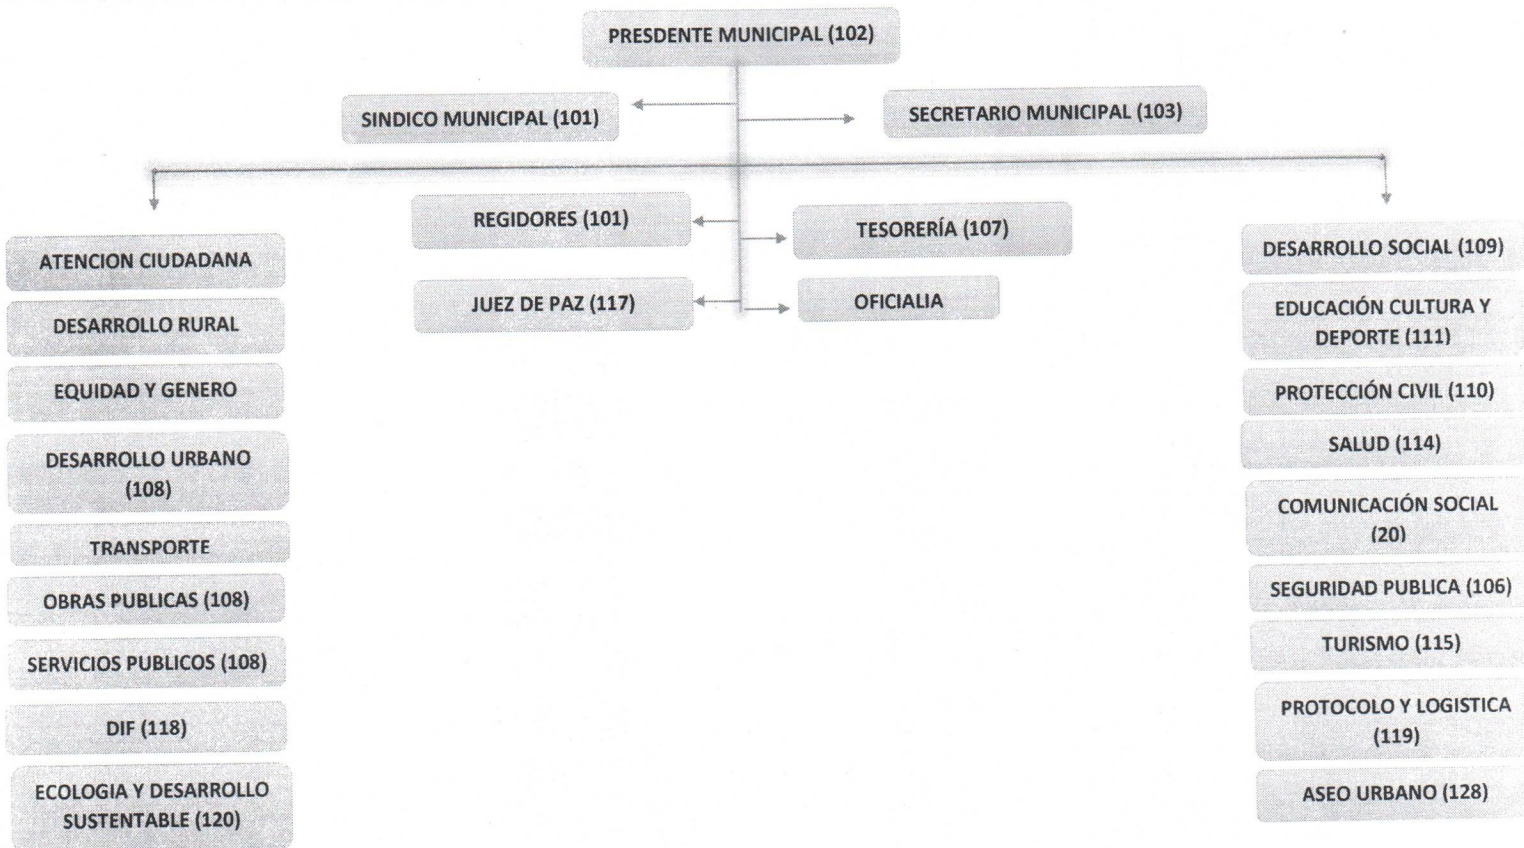 PRESDENTE MUNICIPAL (102)
SINDICO MUNICIPAL (101)
SECRETARIO MUNICIPAL (103)
REGIDORES (101)
TESORERÍA (107)
JUEZ DE PAZ (117)
OFICIALIA
ATENCION CIUDADANA
DESARROLLO RURAL
EQUIDAD Y GENERO
DESARROLLO URBANO
(108)
TRANSPORTE
OBRAS PUBLICAS (108)
SERVICIOS PUBLICOS (108)
DIF (118)
ECOLOGIA Y DESARROLLO
SUSTENTABLE (120)
DESARROLLO SOCIAL (109)
EDUCACIÓN CULTURA Y
DEPORTE (111)
PROTECCIÓN CIVIL (110)
SALUD (114)
COMUNICACIÓN SOCIAL
(20)
SEGURIDAD PUBLICA (106)
TURISMO (115)
PROTOCOLO Y LOGISTICA
(119)
ASEO URBANO (128)